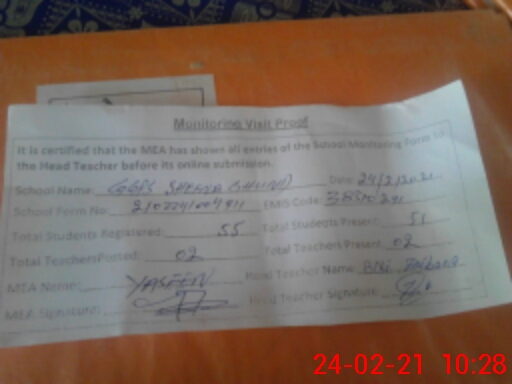 Monitoring Visit Proof
It is certified that the MEA has shown all entries of the School Monitoring Form to
the Head Teacher before its online submission.
School Name: GGPS Date: 24/2/2021
School Form No: EMIS Code:
Total Students Registered: 55 Total Students Present: 51
Total TeachersPosted: 02 Total Teachers Present: 02
MEA Name: YASEEN Head Teacher Name:
MEA Signature: Head Teacher Signature:
24-02-21 10:28